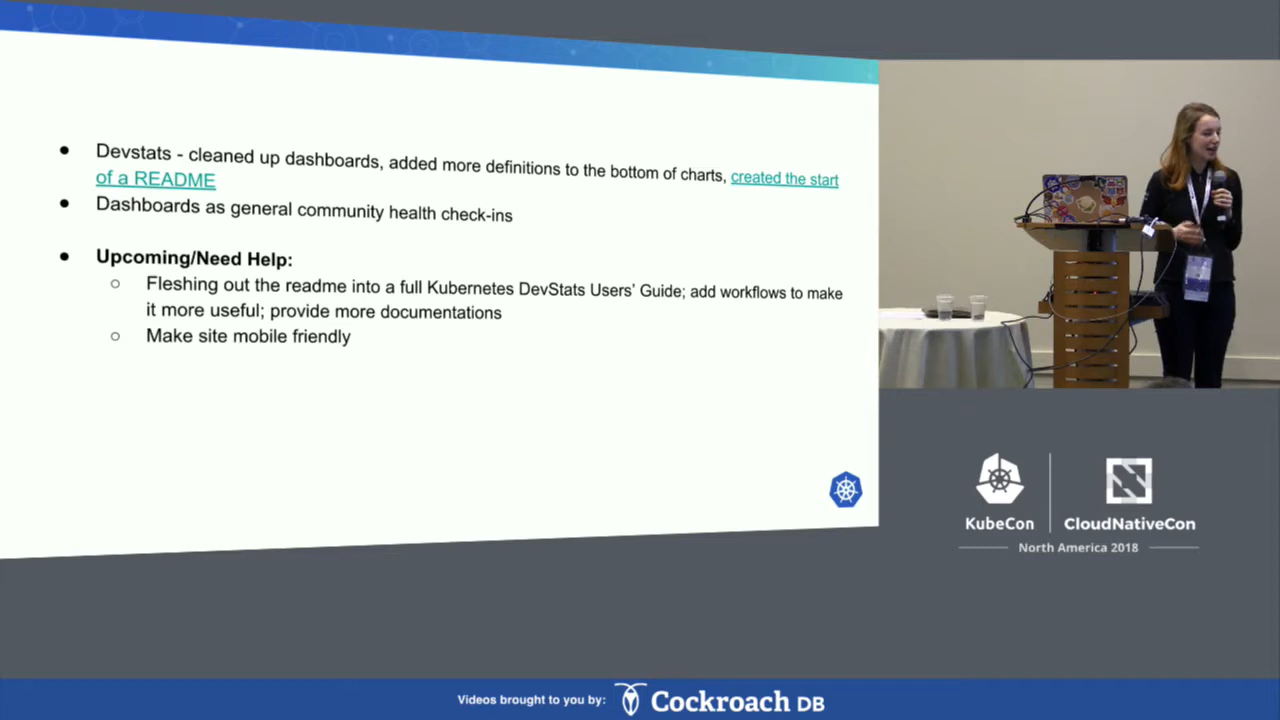 Devstats - cleaned up dashboards, added more definitions to the bottom of charts, created the start
of a README
Dashboards as general community health check-ins
Upcoming/Need Help:
Fleshing out the readme into a full Kubernetes DevStats Users’ Guide; add workflows to make
it more useful; provide more documentations
Make site mobile friendly
KubeCon
CloudNativeCon
North America 2018
Videos brought to you by:
Cockroach DB